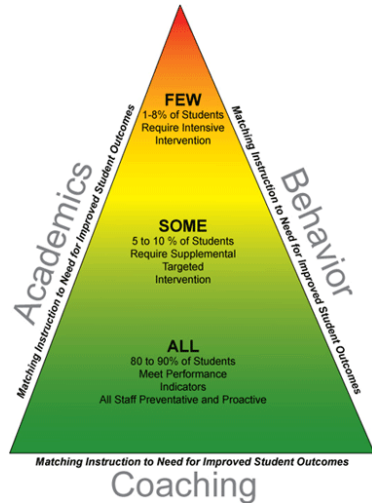 FEW
1-8% of Students
Require Intensive
Intervention
Academics
Matching Instruction to Need for Improved Student Outcomes
Matching Instruction to Need for Improved Student Outcomes
Behavior
SOME
5 to 10 % of Students
Require Supplemental
Targeted
Intervention
ALL
80 to 90% of Students
Meet Performance
Indicators
All Staff Preventative and Proactive
Matching Instruction to Need for Improved Student Outcomes
Coaching